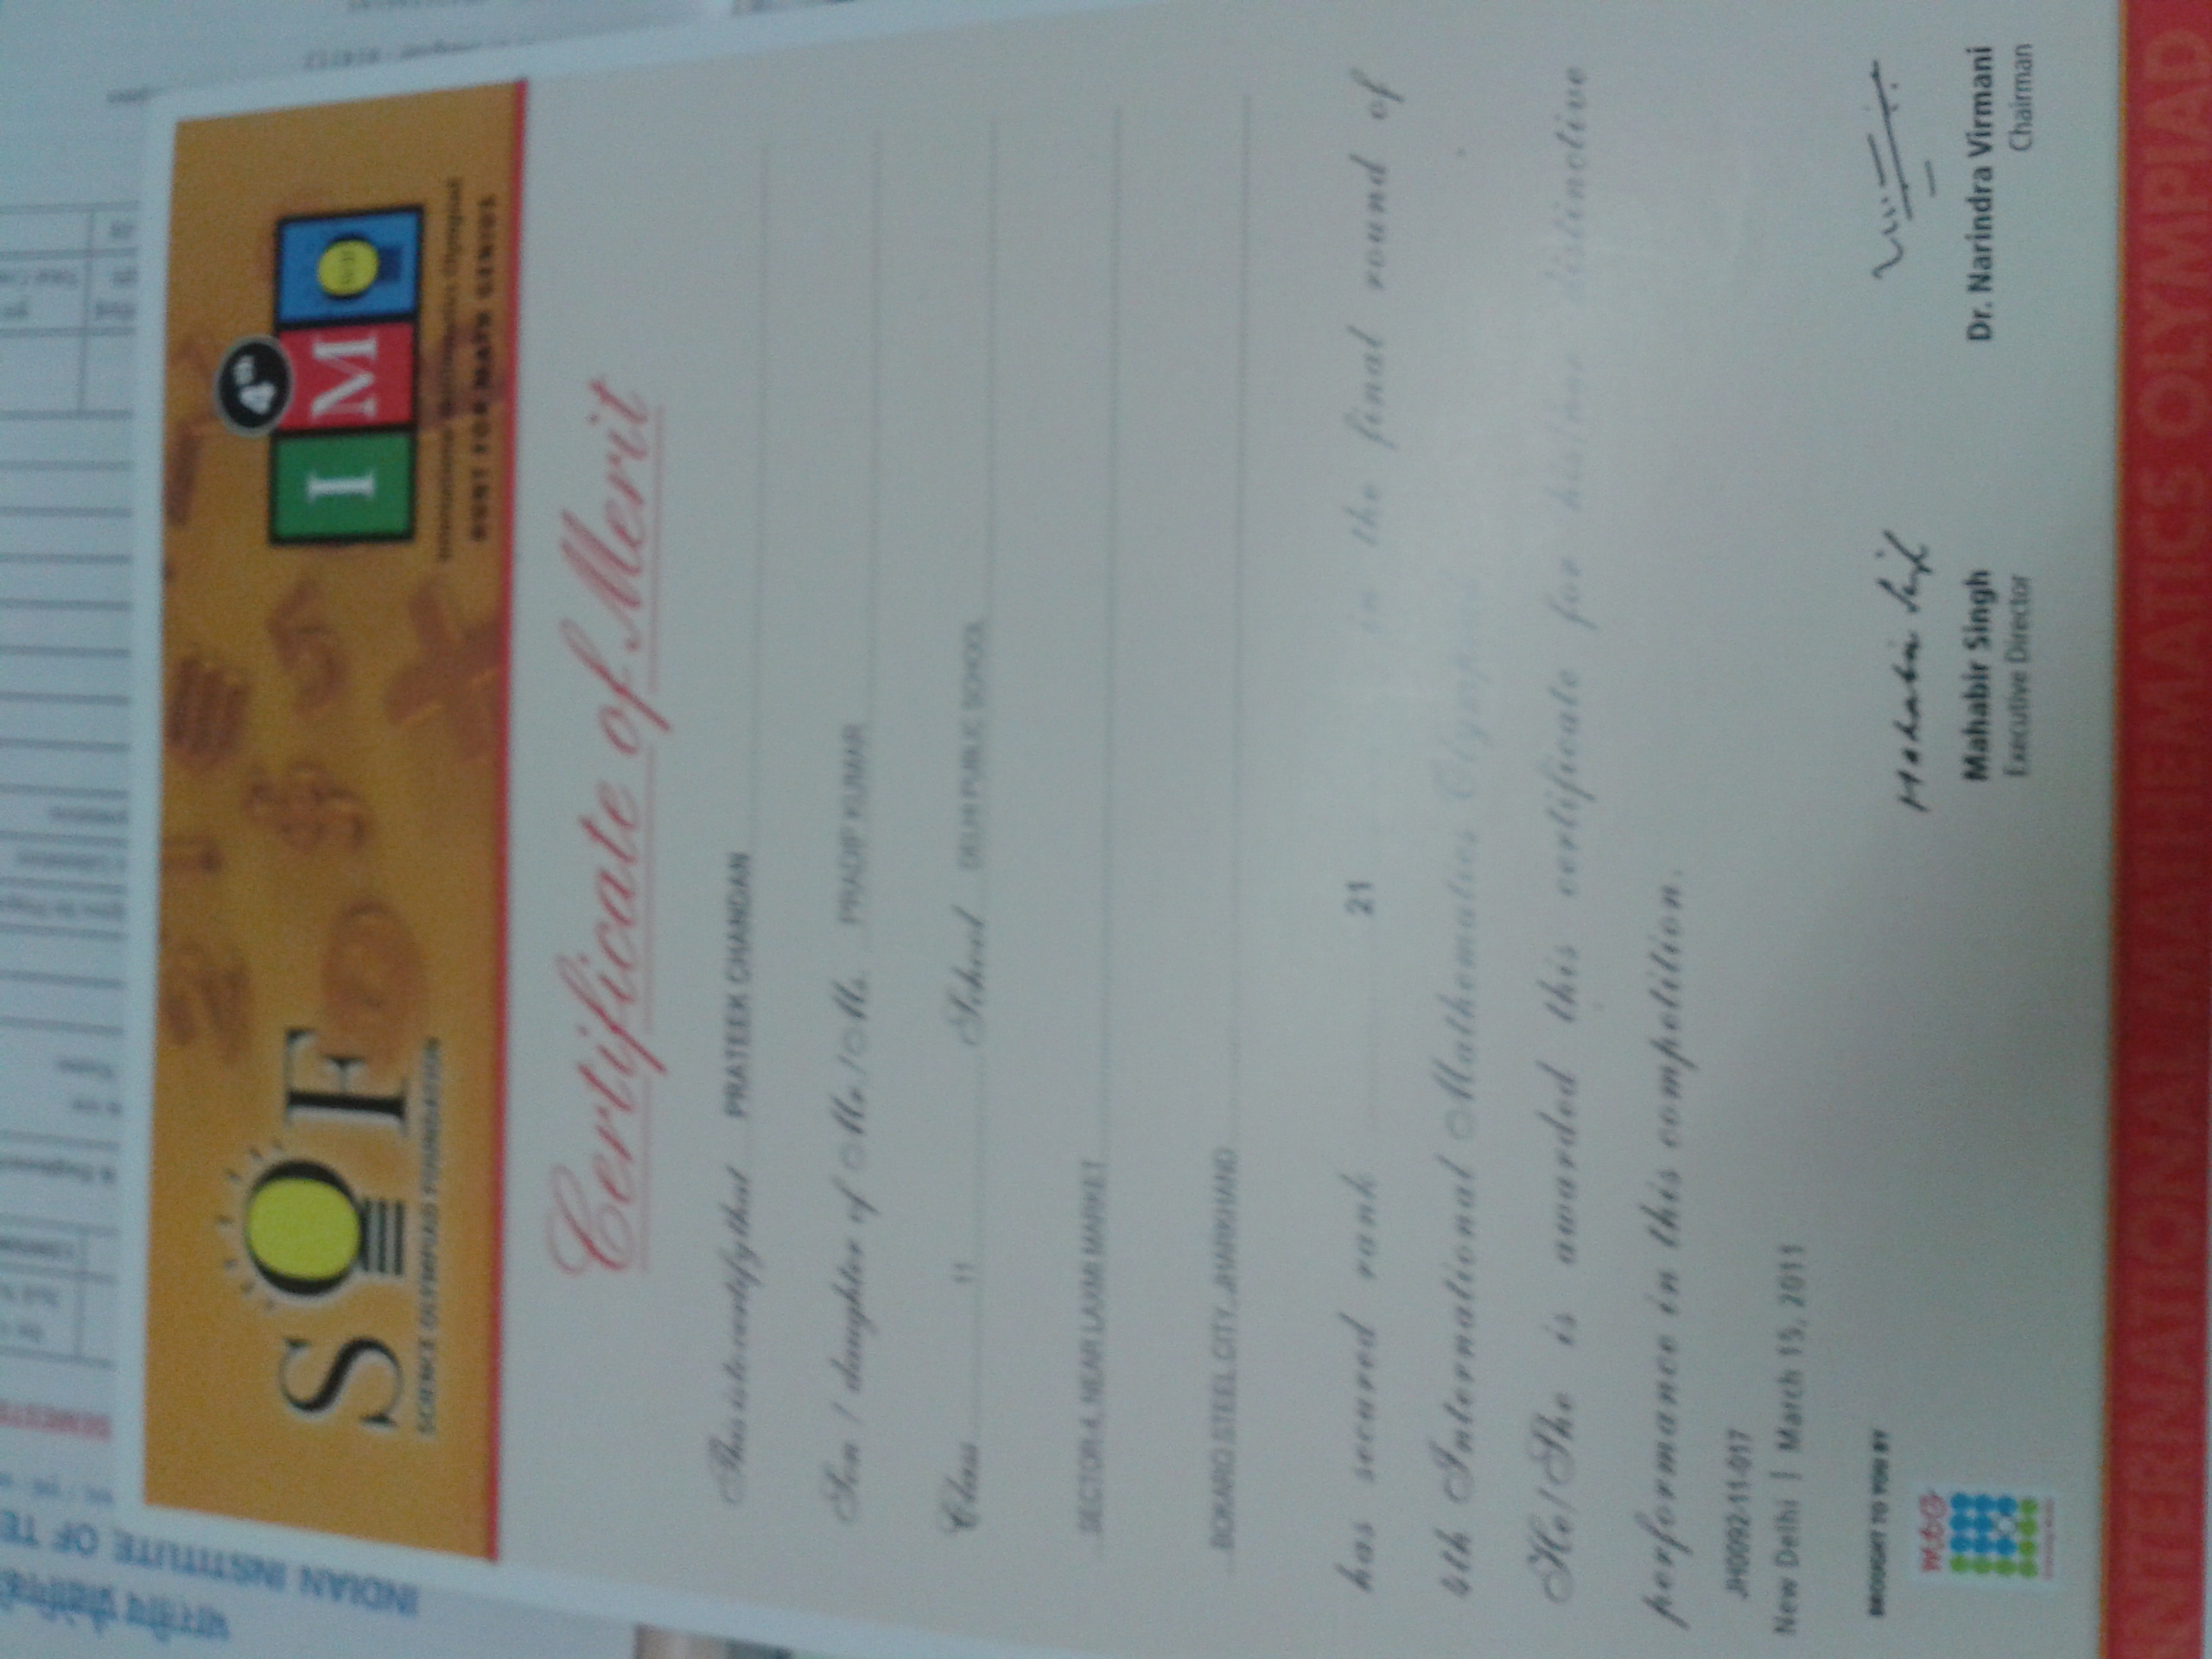 भारतीय प्रौद्योगिकी
INDIAN INSTITUTE OF TE
SOF
SCIENCE OLYMPIAD FOUNDATION
4th
IMO
International Mathematics Olympiad
HUNT FOR MATH GENIUS
Certificate of Merit
This is to certify that PRATEEK CHANDAN
Son / daughter of Mr./Ms. PRADIP KUMAR
Class 11 School DELHI PUBLIC SCHOOL
SECTOR-4, NEAR LAXMI MARKET
BOKARO STEEL CITY, JHARKHAND
has secured rank 21 in the final round of
4th International Mathematics Olympiad
He/She is awarded this certificate for his/her distinctive
performance in this competition.
JH0092-11-017
New Delhi | March 15, 2011
BROUGHT TO YOU BY
MtG
Mahabir Singh
Mahabir Singh
Executive Director
Dr. Narindra Virmani
Chairman
INTERNATIONAL MATHEMATICS OLYMPIAD